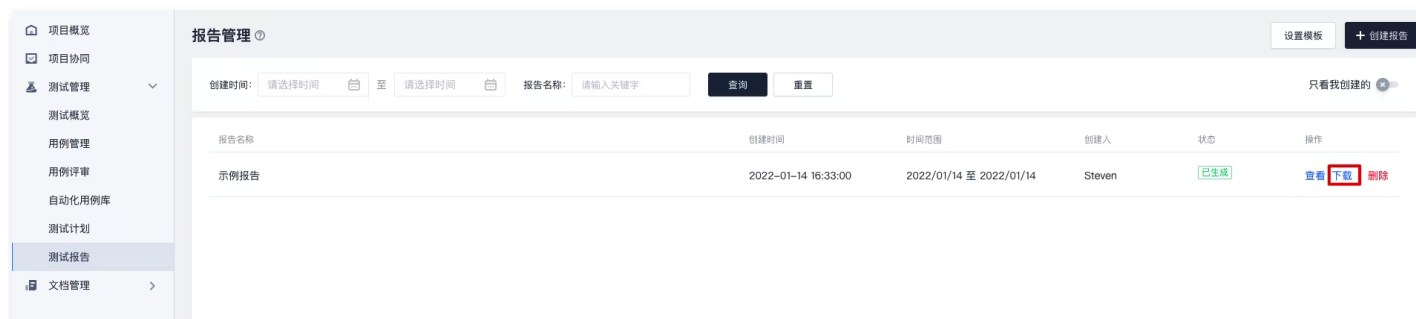 项目概览
项目协同
测试管理
测试概览
用例管理
用例评审
自动化用例库
测试计划
测试报告
文档管理
报告管理
设置模板 + 创建报告
创建时间: 请选择时间 至 请选择时间 报告名称: 请输入关键字 查询 重置 只看我创建的
报告名称 创建时间 时间范围 创建人 状态 操作
示例报告 2022-01-14 16:33:00 2022/01/14 至 2022/01/14 Steven 已生成 查看 下载 删除